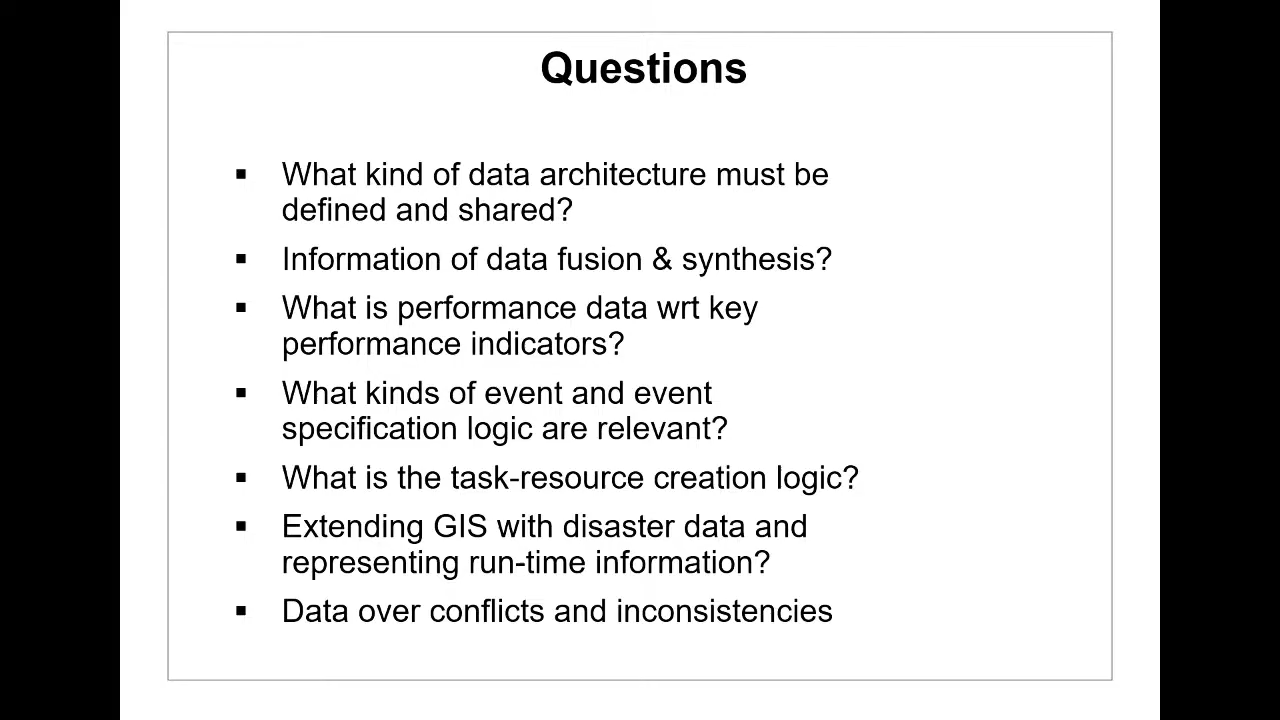 Questions
▪ What kind of data architecture must be
defined and shared?
▪ Information of data fusion & synthesis?
▪ What is performance data wrt key
performance indicators?
▪ What kinds of event and event
specification logic are relevant?
▪ What is the task-resource creation logic?
▪ Extending GIS with disaster data and
representing run-time information?
▪ Data over conflicts and inconsistencies